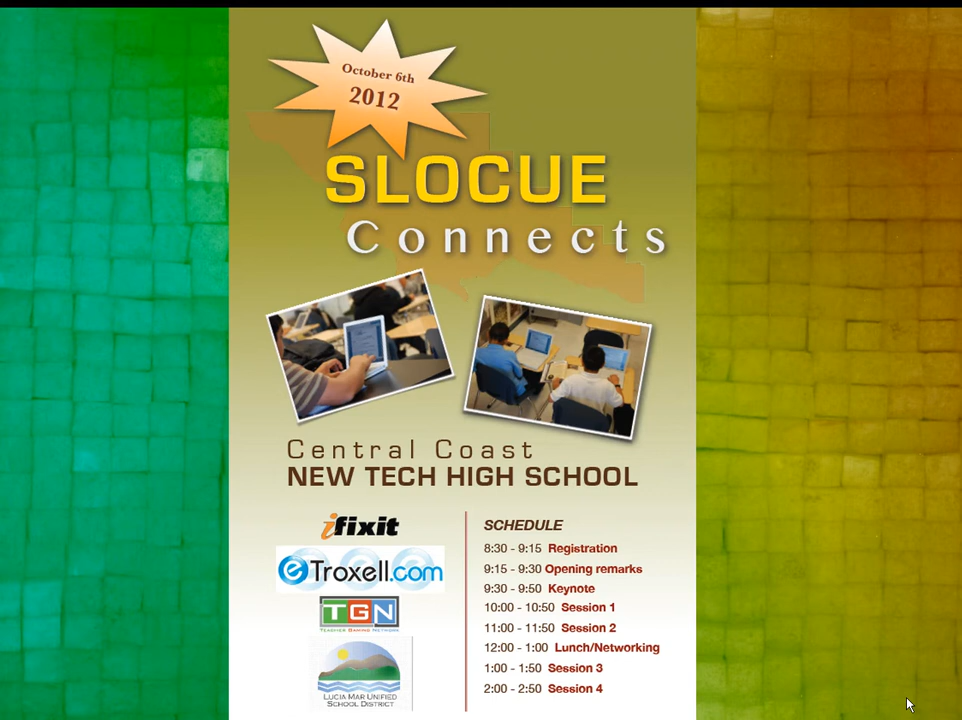 October 6th
2012
SLOCUE
Connects
Central Coast
NEW TECH HIGH SCHOOL
ifixit
eTroxell.com
TGN
TEACHER GAMING NETWORK
LUCIA MAR UNIFIED
SCHOOL DISTRICT
SCHEDULE
8:30 - 9:15 Registration
9:15 - 9:30 Opening remarks
9:30 - 9:50 Keynote
10:00 - 10:50 Session 1
11:00 - 11:50 Session 2
12:00 - 1:00 Lunch/Networking
1:00 - 1:50 Session 3
2:00 - 2:50 Session 4